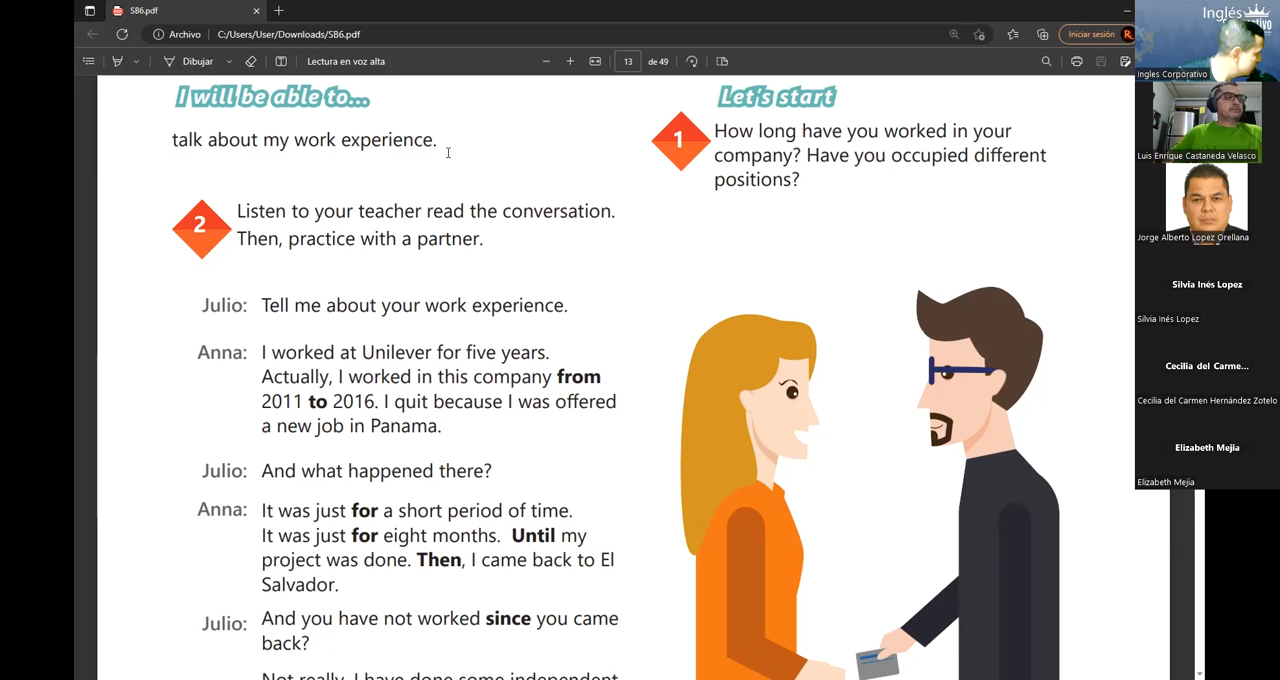 SB6.pdf
Archivo
C:/Users/User/Downloads/SB6.pdf
Iniciar sesión
R
Dibujar
Lectura en voz alta
13
de 49
I will be able to...
talk about my work experience.
Let's start
1
How long have you worked in your
company? Have you occupied different
positions?
2
Listen to your teacher read the conversation.
Then, practice with a partner.
Julio: Tell me about your work experience.
Anna: I worked at Unilever for five years.
Actually, I worked in this company from
2011 to 2016. I quit because I was offered
a new job in Panama.
Julio: And what happened there?
Anna: It was just for a short period of time.
It was just for eight months. Until my
project was done. Then, I came back to El
Salvador.
Julio: And you have not worked since you came
back?
Not really. I have done some independent
Inglés
Ingles Corporativo
Luis Enrique Castaneda Velasco
Jorge Alberto Lopez Orellana
Silvia Inés Lopez
Silvia Inés Lopez
Cecilia del Carme...
Cecilia del Carmen Hernández Zotelo
Elizabeth Mejia
Elizabeth Mejia